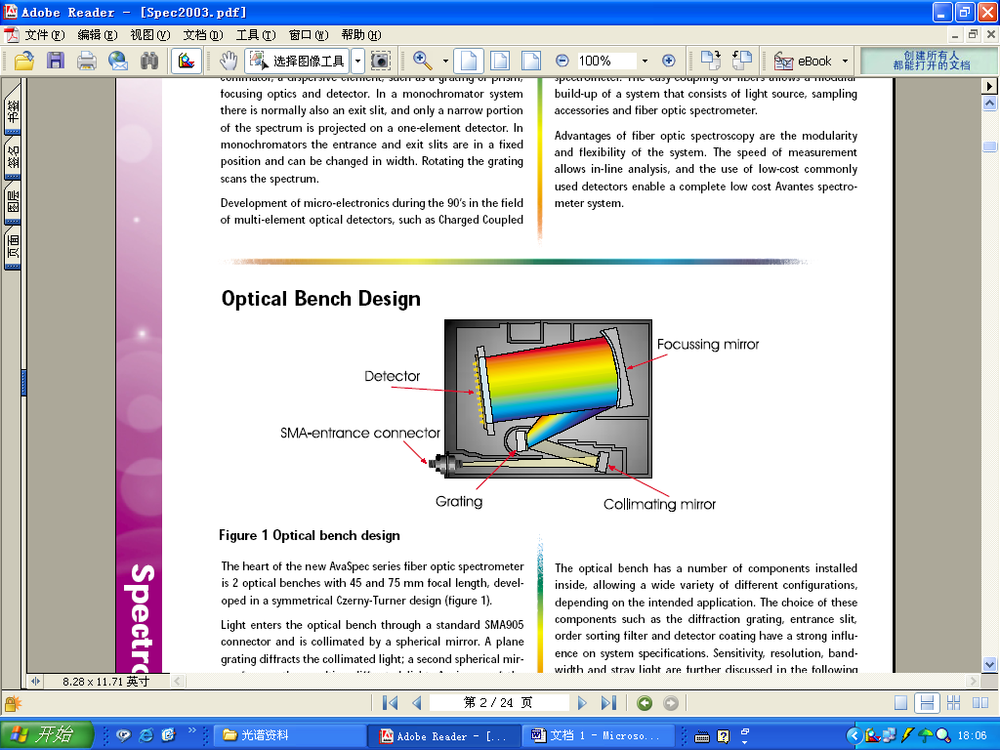 Adobe Reader - [Spec2003.pdf]
文件(F) 编辑(E) 视图(V) 文档(D) 工具(T) 窗口(W) 帮助(H)
选择图像工具 100% eBook 创建所有人
都能打开的文档
书签
签名
图层
页面
focusing optics and detector. In a monochromator system
there is normally also an exit slit, and only a narrow portion
of the spectrum is projected on a one-element detector. In
monochromators the entrance and exit slits are in a fixed
position and can be changed in width. Rotating the grating
scans the spectrum.
Development of micro-electronics during the 90's in the field
of multi-element optical detectors, such as Charged Coupled
spectrometer. The easy coupling of fibers allows a modular
build-up of a system that consists of light source, sampling
accessories and fiber optic spectrometer.
Advantages of fiber optic spectroscopy are the modularity
and flexibility of the system. The speed of measurement
allows in-line analysis, and the use of low-cost commonly
used detectors enable a complete low cost Avantes spectro-
meter system.
Optical Bench Design
Focussing mirror
Detector
SMA-entrance connector
Grating
Collimating mirror
Figure 1 Optical bench design
The heart of the new AvaSpec series fiber optic spectrometer
is 2 optical benches with 45 and 75 mm focal length, devel-
oped in a symmetrical Czerny-Turner design (figure 1).
Light enters the optical bench through a standard SMA905
connector and is collimated by a spherical mirror. A plane
grating diffracts the collimated light; a second spherical mir-
The optical bench has a number of components installed
inside, allowing a wide variety of different configurations,
depending on the intended application. The choice of these
components such as the diffraction grating, entrance slit,
order sorting filter and detector coating have a strong influ-
ence on system specifications. Sensitivity, resolution, band-
width and stray light are further discussed in the following
Spectro
8.28 x 11.71 英寸
第 2 / 24 页
开始 光谱资料 Adobe Reader - [... 文档 1 - Microso... 18:06